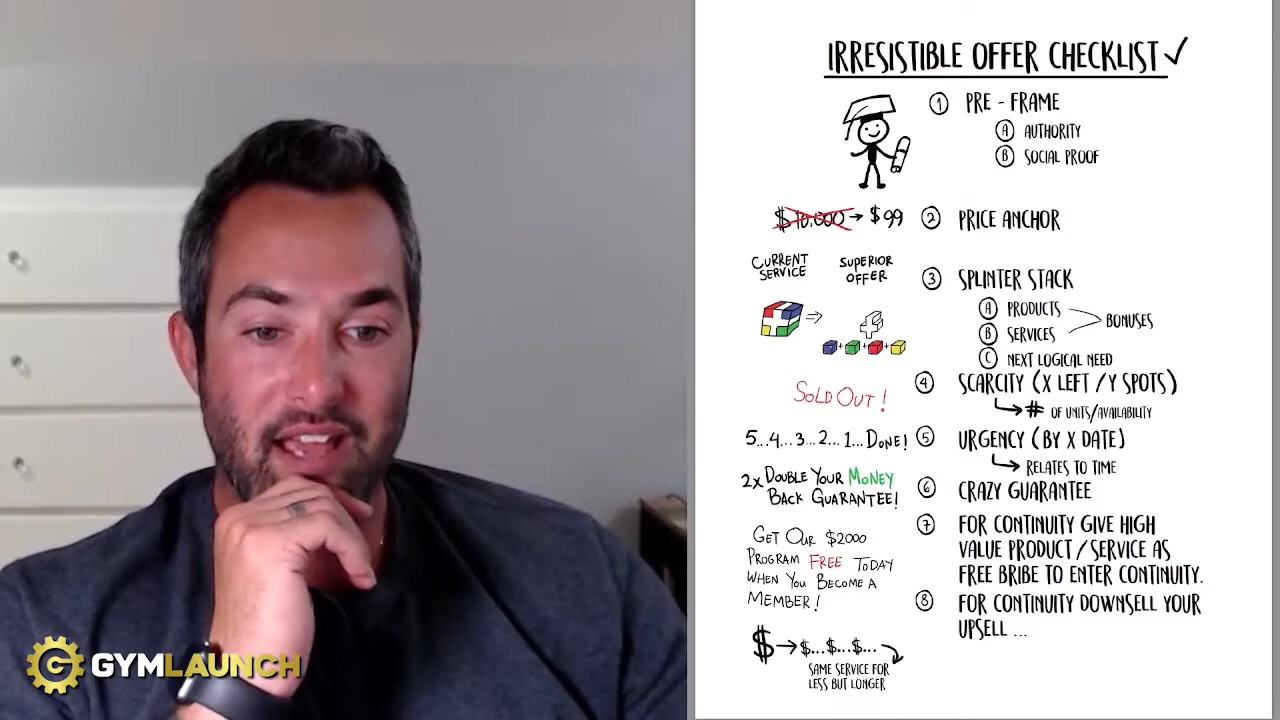 IRRESISTIBLE OFFER CHECKLIST
1 PRE - FRAME
A AUTHORITY
B SOCIAL PROOF
$10,000 → $99
2 PRICE ANCHOR
CURRENT SERVICE
SUPERIOR OFFER
3 SPLINTER STACK
A PRODUCTS
B SERVICES
BONUSES
C NEXT LOGICAL NEED
SOLD OUT!
4 SCARCITY (X LEFT / Y SPOTS)
# OF UNITS/AVAILABILITY
5...4...3...2...1...DONE!
5 URGENCY (BY X DATE)
RELATES TO TIME
2x DOUBLE YOUR MONEY
BACK GUARANTEE!
6 CRAZY GUARANTEE
GET OUR $2000
PROGRAM FREE TODAY
WHEN YOU BECOME A
MEMBER!
7 FOR CONTINUITY GIVE HIGH
VALUE PRODUCT / SERVICE AS
FREE BRIBE TO ENTER CONTINUITY.
8 FOR CONTINUITY DOWNSELL YOUR
UPSELL ...
$ → $...$...$...
SAME SERVICE FOR
LESS BUT LONGER
G GYMLAUNCH